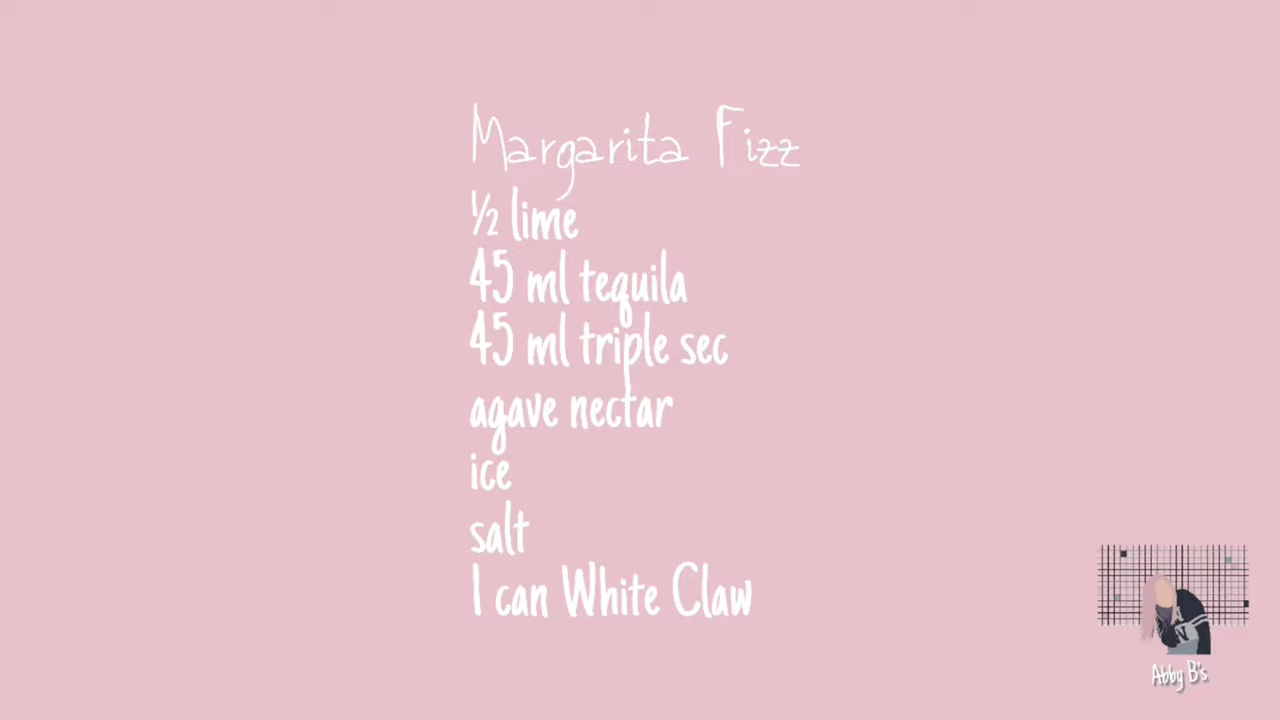 Margarita Fizz
½ lime
45 ml tequila
45 ml triple sec
agave nectar
ice
salt
1 can White Claw
Abby B's